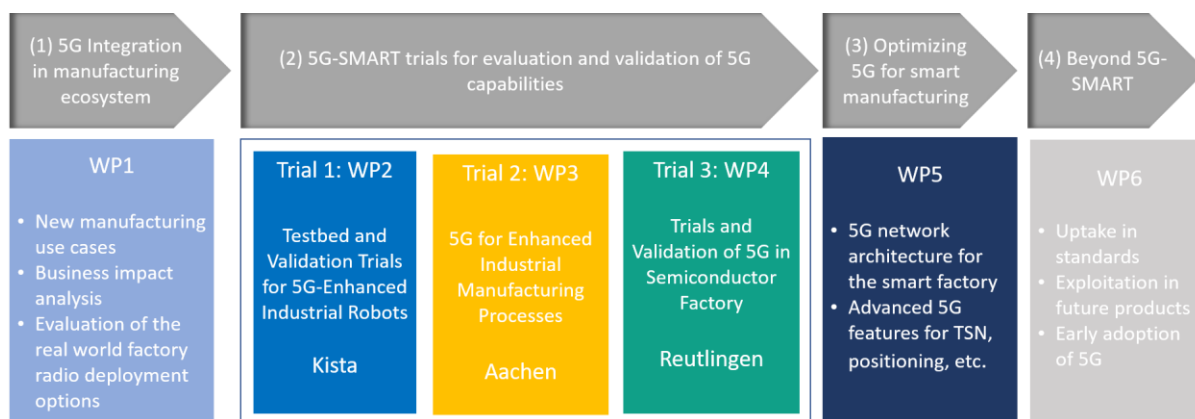 (1) 5G Integration
in manufacturing
ecosystem
(2) 5G-SMART trials for evaluation and validation of 5G
capabilities
(3) Optimizing
5G for smart
manufacturing
(4) Beyond 5G-
SMART
WP1
• New manufacturing
use cases
• Business impact
analysis
• Evaluation of the
real world factory
radio deployment
options
Trial 1: WP2
Testbed and
Validation Trials
for 5G-Enhanced
Industrial Robots
Kista
Trial 2: WP3
5G for Enhanced
Industrial
Manufacturing
Processes
Aachen
Trial 3: WP4
Trials and
Validation of 5G in
Semiconductor
Factory
Reutlingen
WP5
• 5G network
architecture for
the smart factory
• Advanced 5G
features for TSN,
positioning, etc.
WP6
• Uptake in
standards
• Exploitation in
future products
• Early adoption
of 5G